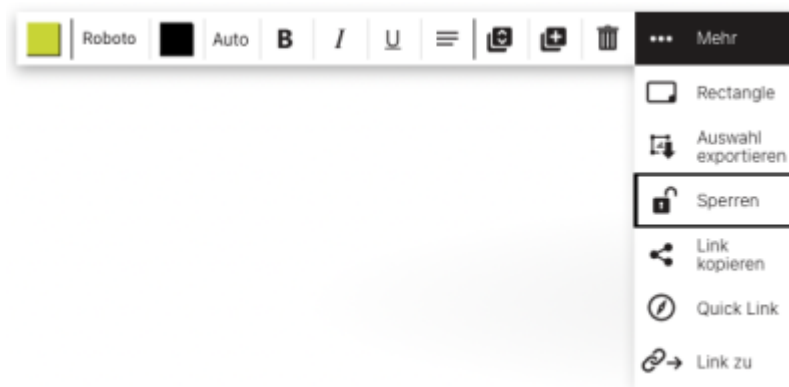 Roboto
Auto
B
I
U
Mehr
Rectangle
Auswahl
exportieren
Sperren
Link
kopieren
Quick Link
Link zu